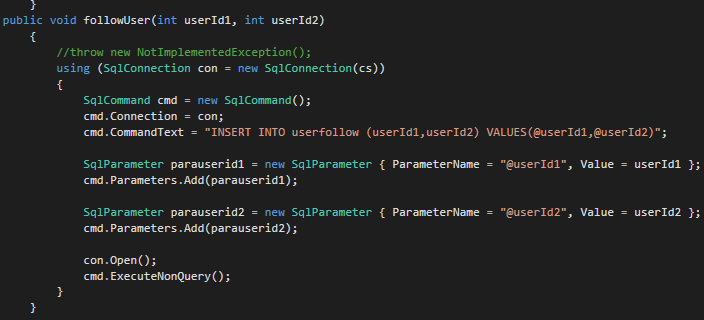 }
public void followUser(int userId1, int userId2)
{
//throw new NotImplementedException();
using (SqlConnection con = new SqlConnection(cs))
{
SqlCommand cmd = new SqlCommand();
cmd.Connection = con;
cmd.CommandText = "INSERT INTO userfollow (userId1,userId2) VALUES(@userId1,@userId2)";
SqlParameter parauserid1 = new SqlParameter { ParameterName = "@userId1", Value = userId1 };
cmd.Parameters.Add(parauserid1);
SqlParameter parauserid2 = new SqlParameter { ParameterName = "@userId2", Value = userId2 };
cmd.Parameters.Add(parauserid2);
con.Open();
cmd.ExecuteNonQuery();
}
}